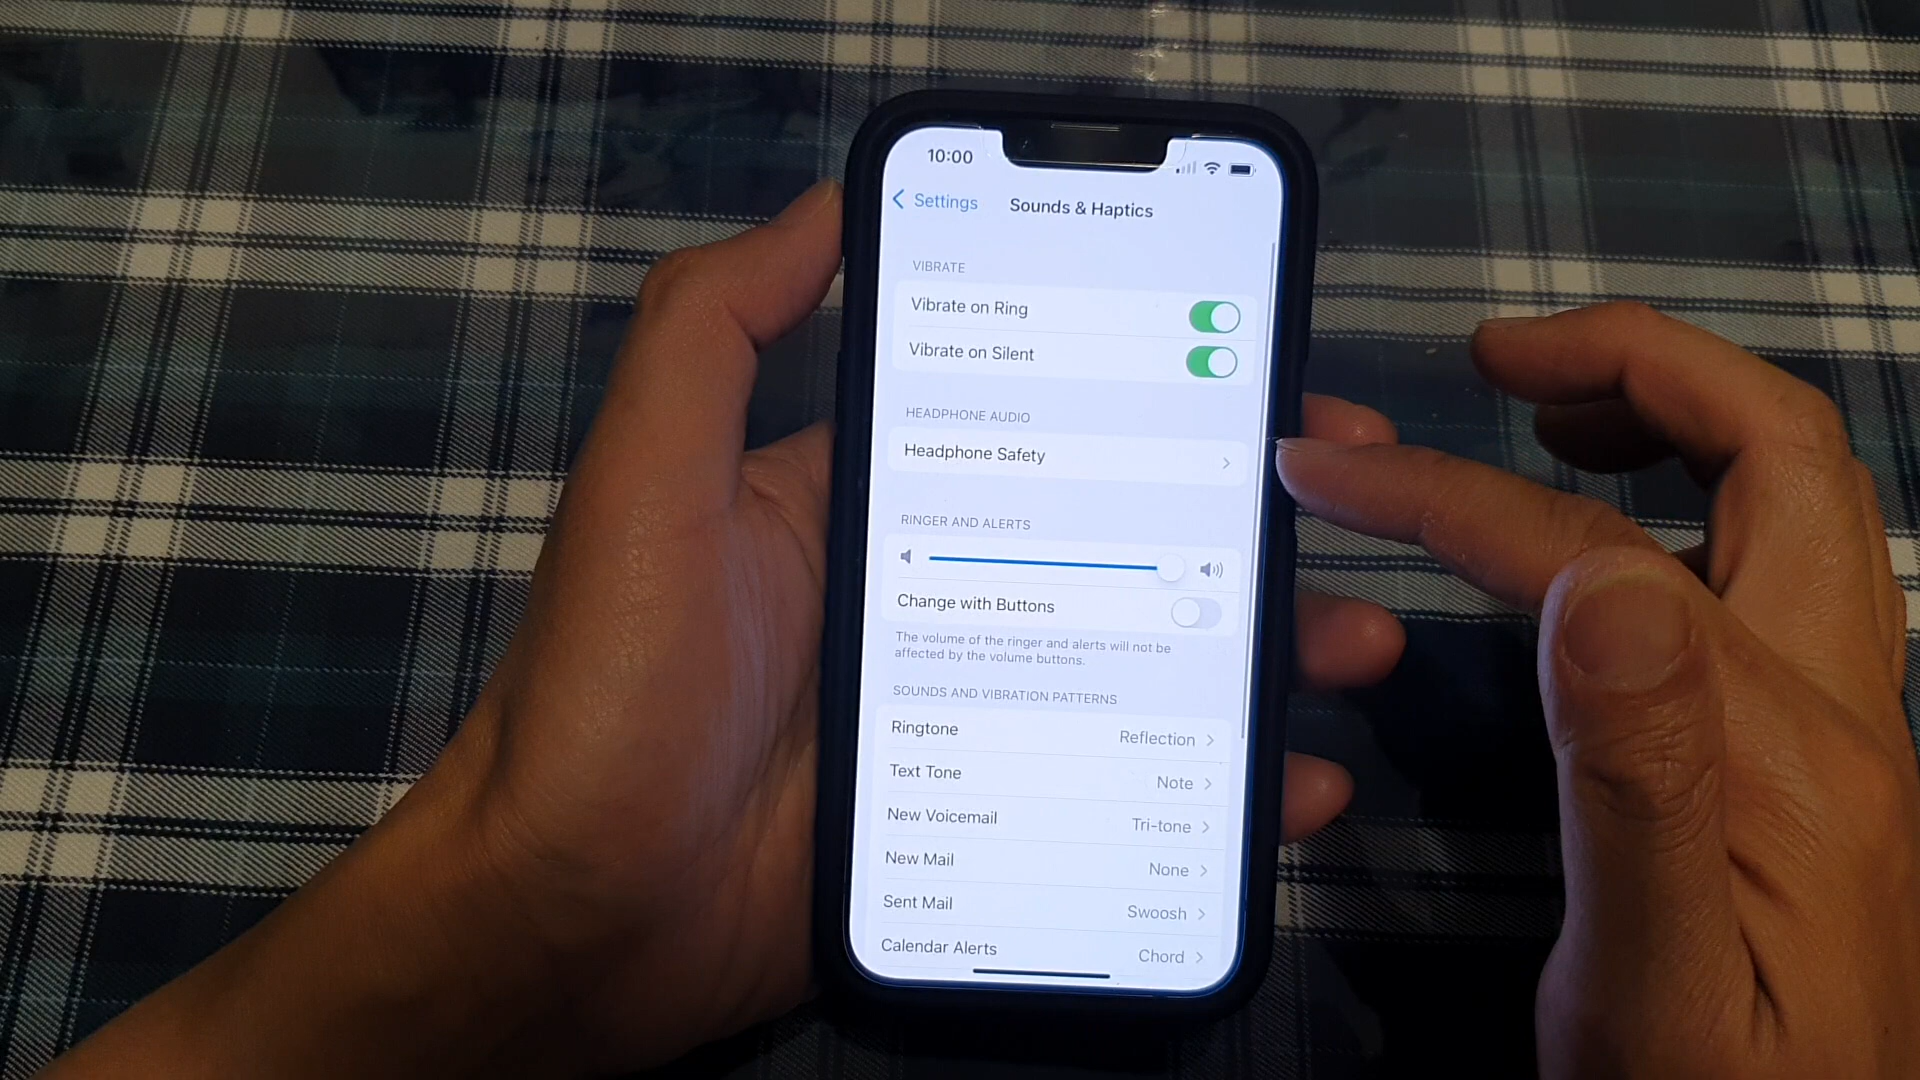 10:00
Settings
Sounds & Haptics
VIBRATE
Vibrate on Ring
Vibrate on Silent
HEADPHONE AUDIO
Headphone Safety
RINGER AND ALERTS
Change with Buttons
The volume of the ringer and alerts will not be
affected by the volume buttons.
SOUNDS AND VIBRATION PATTERNS
Ringtone Reflection
Text Tone Note
New Voicemail Tri-tone
New Mail None
Sent Mail Swoosh
Calendar Alerts Chord